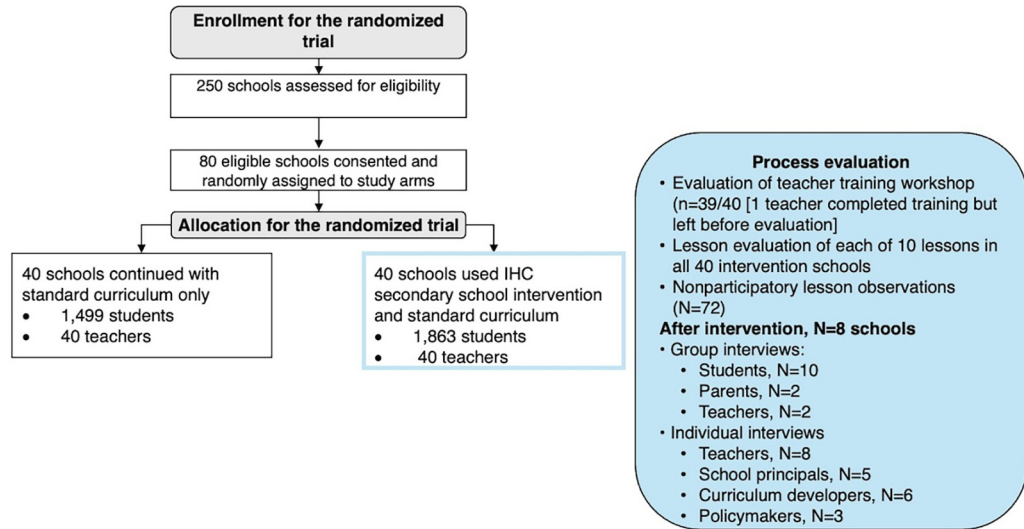 Enrollment for the randomized
trial
250 schools assessed for eligibility
80 eligible schools consented and
randomly assigned to study arms
Allocation for the randomized trial
40 schools continued with
standard curriculum only
• 1,499 students
• 40 teachers
40 schools used IHC
secondary school intervention
and standard curriculum
• 1,863 students
• 40 teachers
Process evaluation
• Evaluation of teacher training workshop
(n=39/40 [1 teacher completed training but
left before evaluation]
• Lesson evaluation of each of 10 lessons in
all 40 intervention schools
• Nonparticipatory lesson observations
(N=72)
After intervention, N=8 schools
• Group interviews:
• Students, N=10
• Parents, N=2
• Teachers, N=2
• Individual interviews
• Teachers, N=8
• School principals, N=5
• Curriculum developers, N=6
• Policymakers, N=3